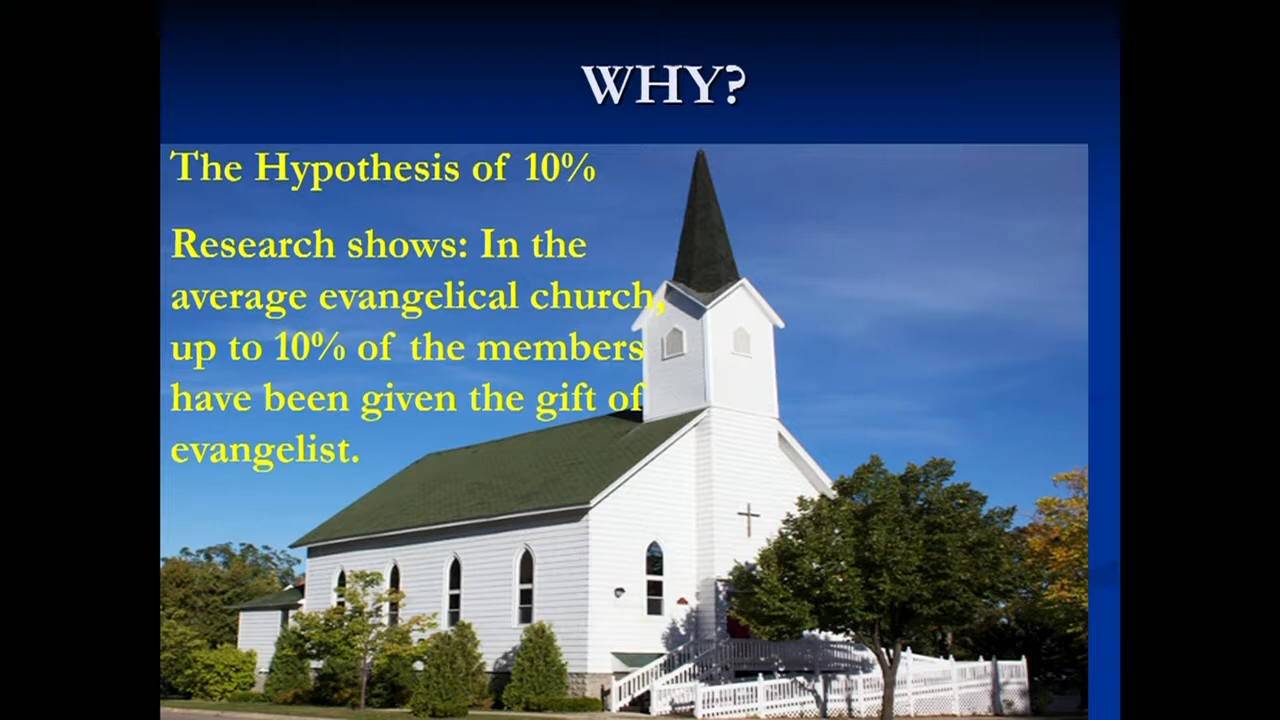 WHY?
The Hypothesis of 10%
Research shows: In the
average evangelical church,
up to 10% of the members
have been given the gift of
evangelist.